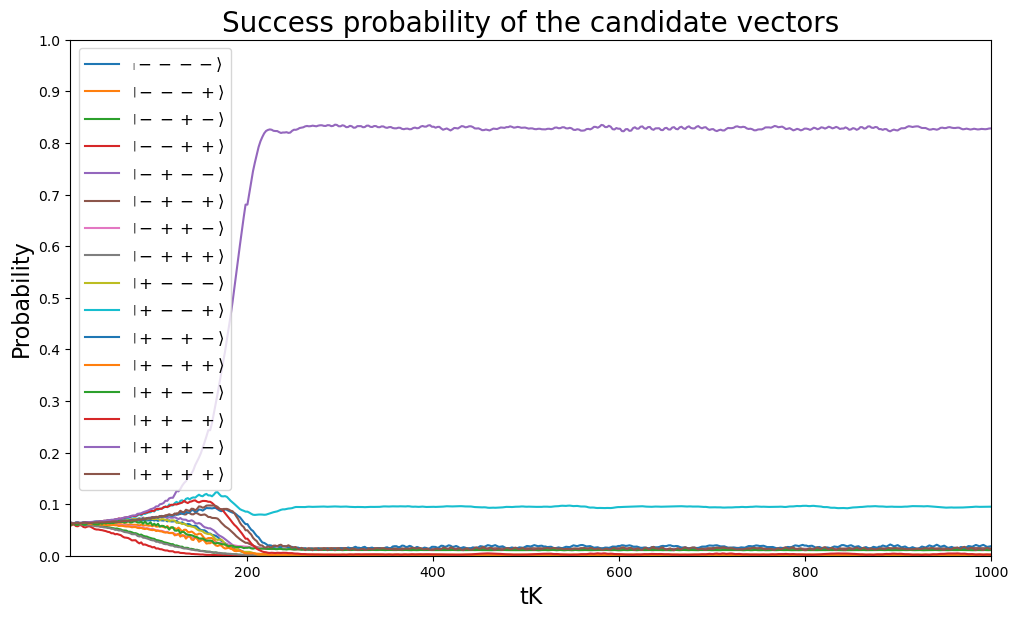 Success probability of the candidate vectors
1.0
0.9
0.8
0.7
0.6
0.5
0.4
0.3
0.2
0.1
0.0
Probability
|− − − −⟩
|− − − +⟩
|− − + −⟩
|− − + +⟩
|− + − −⟩
|− + − +⟩
|− + + −⟩
|− + + +⟩
|+ − − −⟩
|+ − − +⟩
|+ − + −⟩
|+ − + +⟩
|+ + − −⟩
|+ + − +⟩
|+ + + −⟩
|+ + + +⟩
200 400 600 800 1000
tK